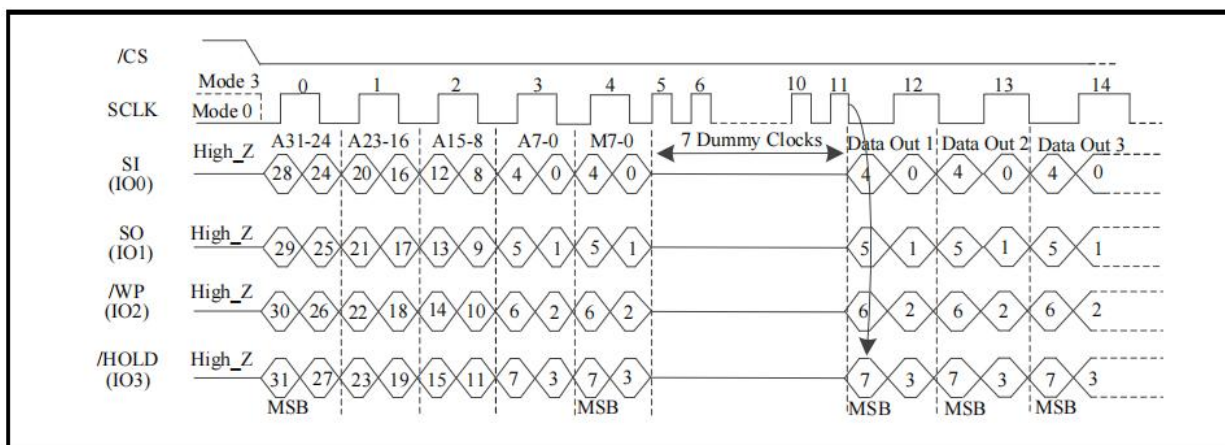 /CS
Mode 3 0 1 2 3 4 5 6 10 11 12 13 14
SCLK Mode 0
A31-24 A23-16 A15-8 A7-0 M7-0 7 Dummy Clocks Data Out 1 Data Out 2 Data Out 3
SI (IO0) High_Z 28 24 20 16 12 8 4 0 4 0 4 0 4 0 4 0
SO (IO1) High_Z 29 25 21 17 13 9 5 1 5 1 5 1 5 1 5 1
/WP (IO2) High_Z 30 26 22 18 14 10 6 2 6 2 6 2 6 2 6 2
/HOLD (IO3) High_Z 31 27 23 19 15 11 7 3 7 3 7 3 7 3 7 3
MSB MSB MSB MSB MSB